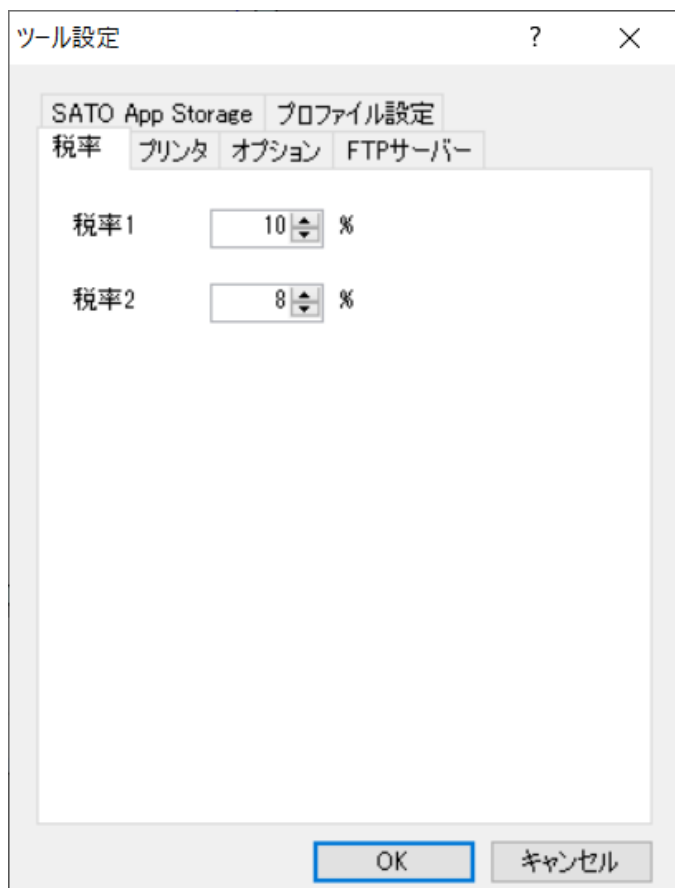 ツール設定 ?
SATO App Storage プロファイル設定
税率 プリンタ オプション FTPサーバー
税率1 10 %
税率2 8 %
OK キャンセル